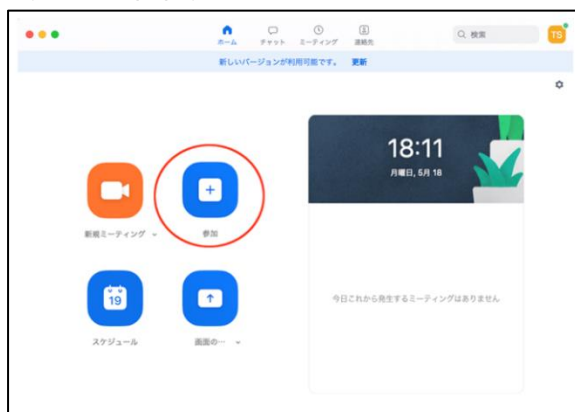 ホーム
チャット
ミーティング
連絡先
検索
TS
新しいバージョンが利用可能です。 更新
18:11
月曜日, 5月 18
新規ミーティング
参加
19
スケジュール
画面の…
今日これから発生するミーティングはありません